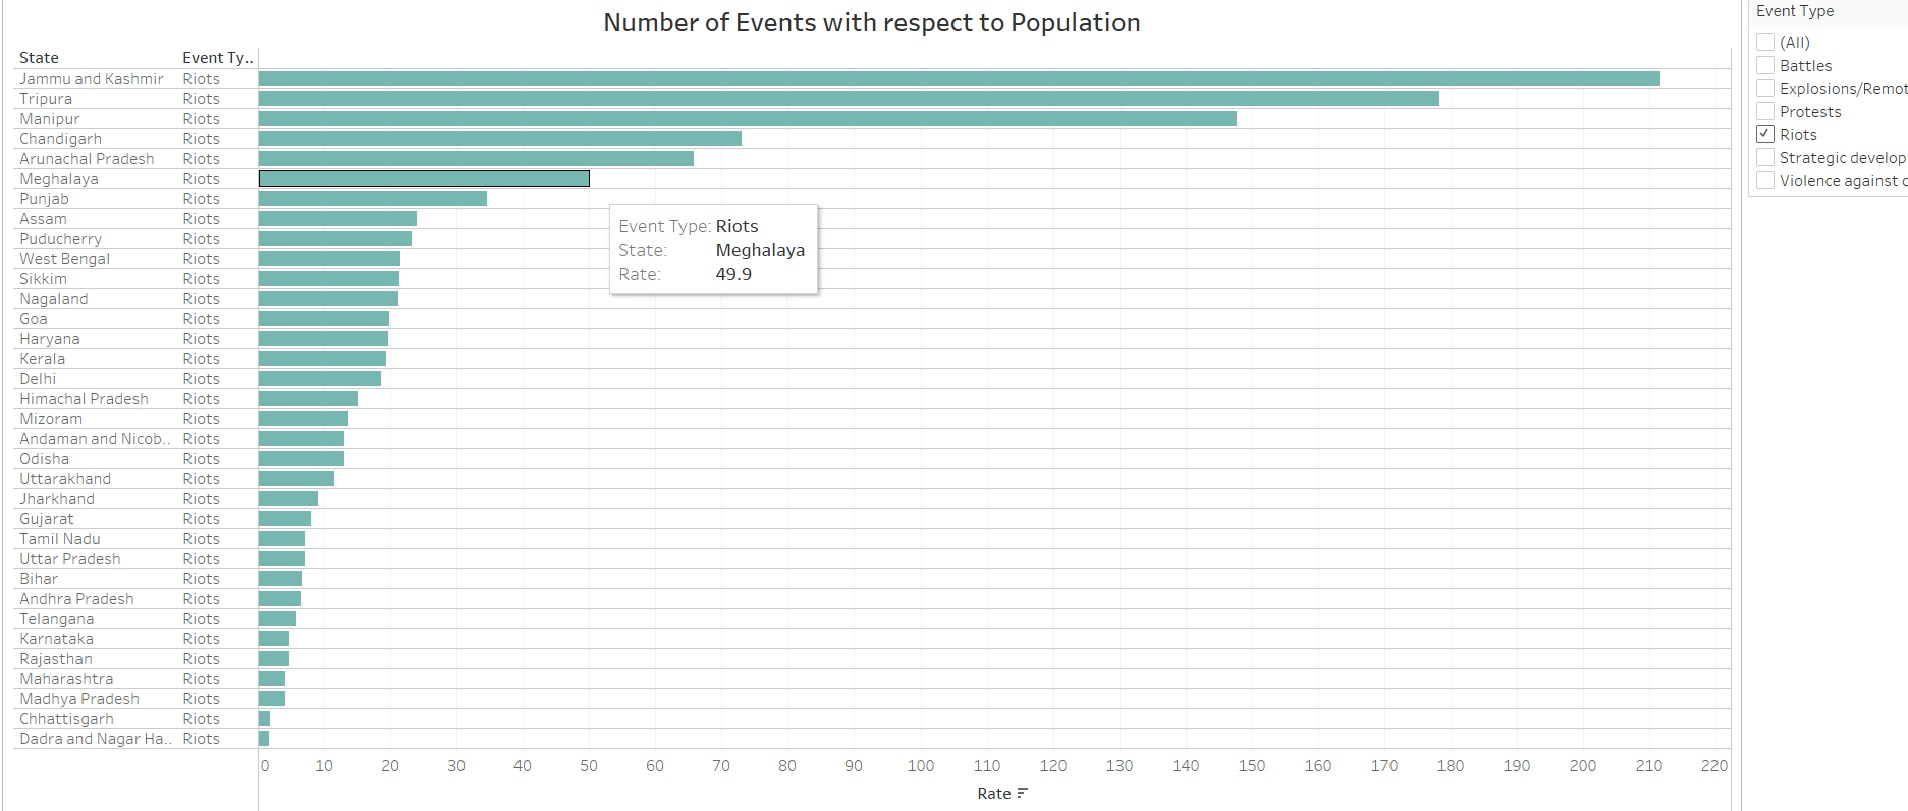 Number of Events with respect to Population
State Event Ty..
Jammu and Kashmir Riots
Tripura Riots
Manipur Riots
Chandigarh Riots
Arunachal Pradesh Riots
Meghalaya Riots
Punjab Riots
Assam Riots
Puducherry Riots
West Bengal Riots
Sikkim Riots
Nagaland Riots
Goa Riots
Haryana Riots
Kerala Riots
Delhi Riots
Himachal Pradesh Riots
Mizoram Riots
Andaman and Nicob.. Riots
Odisha Riots
Uttarakhand Riots
Jharkhand Riots
Gujarat Riots
Tamil Nadu Riots
Uttar Pradesh Riots
Bihar Riots
Andhra Pradesh Riots
Telangana Riots
Karnataka Riots
Rajasthan Riots
Maharashtra Riots
Madhya Pradesh Riots
Chhattisgarh Riots
Dadra and Nagar Ha.. Riots
Event Type: Riots
State: Meghalaya
Rate: 49.9
0 10 20 30 40 50 60 70 80 90 100 110 120 130 140 150 160 170 180 190 200 210 220
Rate
Event Type
(All)
Battles
Explosions/Remot
Protests
Riots
Strategic develop
Violence against c